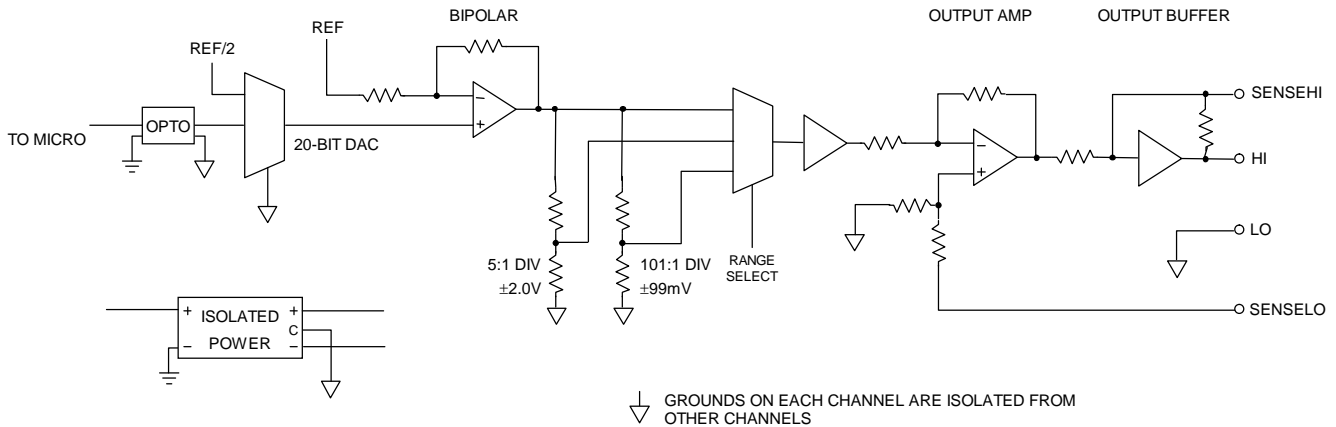 BIPOLAR
OUTPUT AMP
OUTPUT BUFFER
REF
REF/2
SENSEHI
OPTO
TO MICRO
20-BIT DAC
−
+
−
+
HI
LO
5:1 DIV
±2.0V
101:1 DIV
±99mV
RANGE
SELECT
SENSELO
+ ISOLATED +
C
− POWER −
GROUNDS ON EACH CHANNEL ARE ISOLATED FROM
OTHER CHANNELS